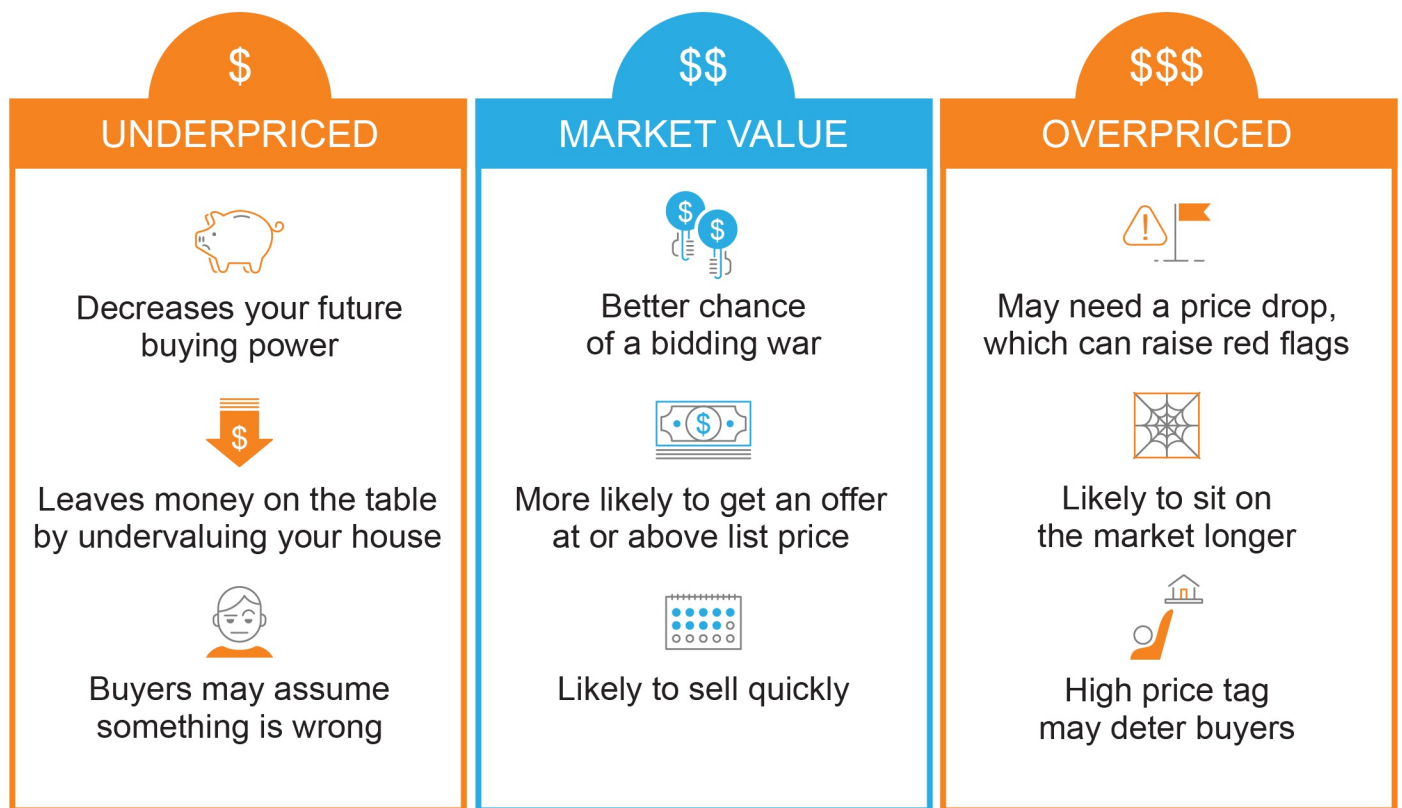 $
UNDERPRICED
Decreases your future
buying power
$
Leaves money on the table
by undervaluing your house
Buyers may assume
something is wrong
$$
MARKET VALUE
$
$
Better chance
of a bidding war
$
More likely to get an offer
at or above list price
Likely to sell quickly
$$$
OVERPRICED
!
May need a price drop,
which can raise red flags
Likely to sit on
the market longer
High price tag
may deter buyers